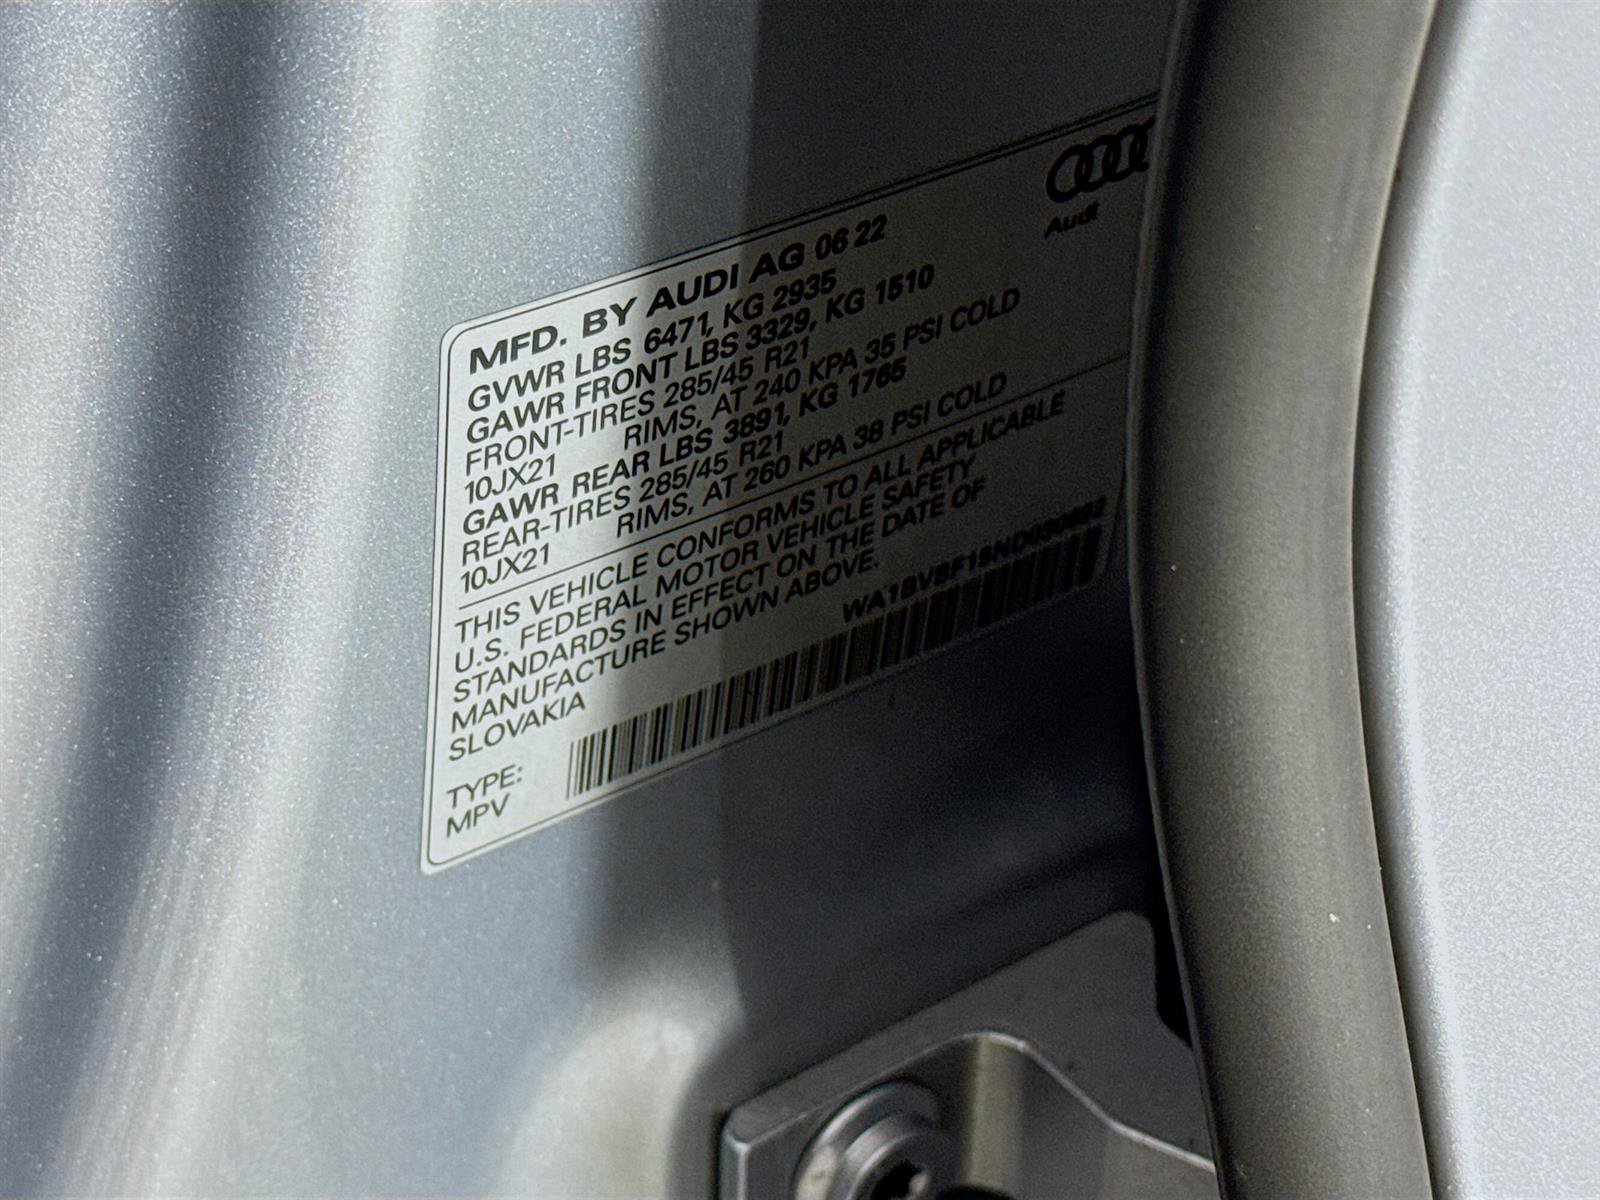 Audi
MFD. BY AUDI AG 06 22
GVWR LBS 6471, KG 2935
GAWR FRONT LBS 3329, KG 1510
FRONT-TIRES 285/45 R21
10JX21 RIMS, AT 240 KPA 35 PSI COLD
GAWR REAR LBS 3891, KG 1765
REAR-TIRES 285/45 R21
10JX21 RIMS, AT 260 KPA 38 PSI COLD
THIS VEHICLE CONFORMS TO ALL APPLICABLE
U.S. FEDERAL MOTOR VEHICLE SAFETY
STANDARDS IN EFFECT ON THE DATE OF
MANUFACTURE SHOWN ABOVE.
SLOVAKIA
TYPE:
MPV